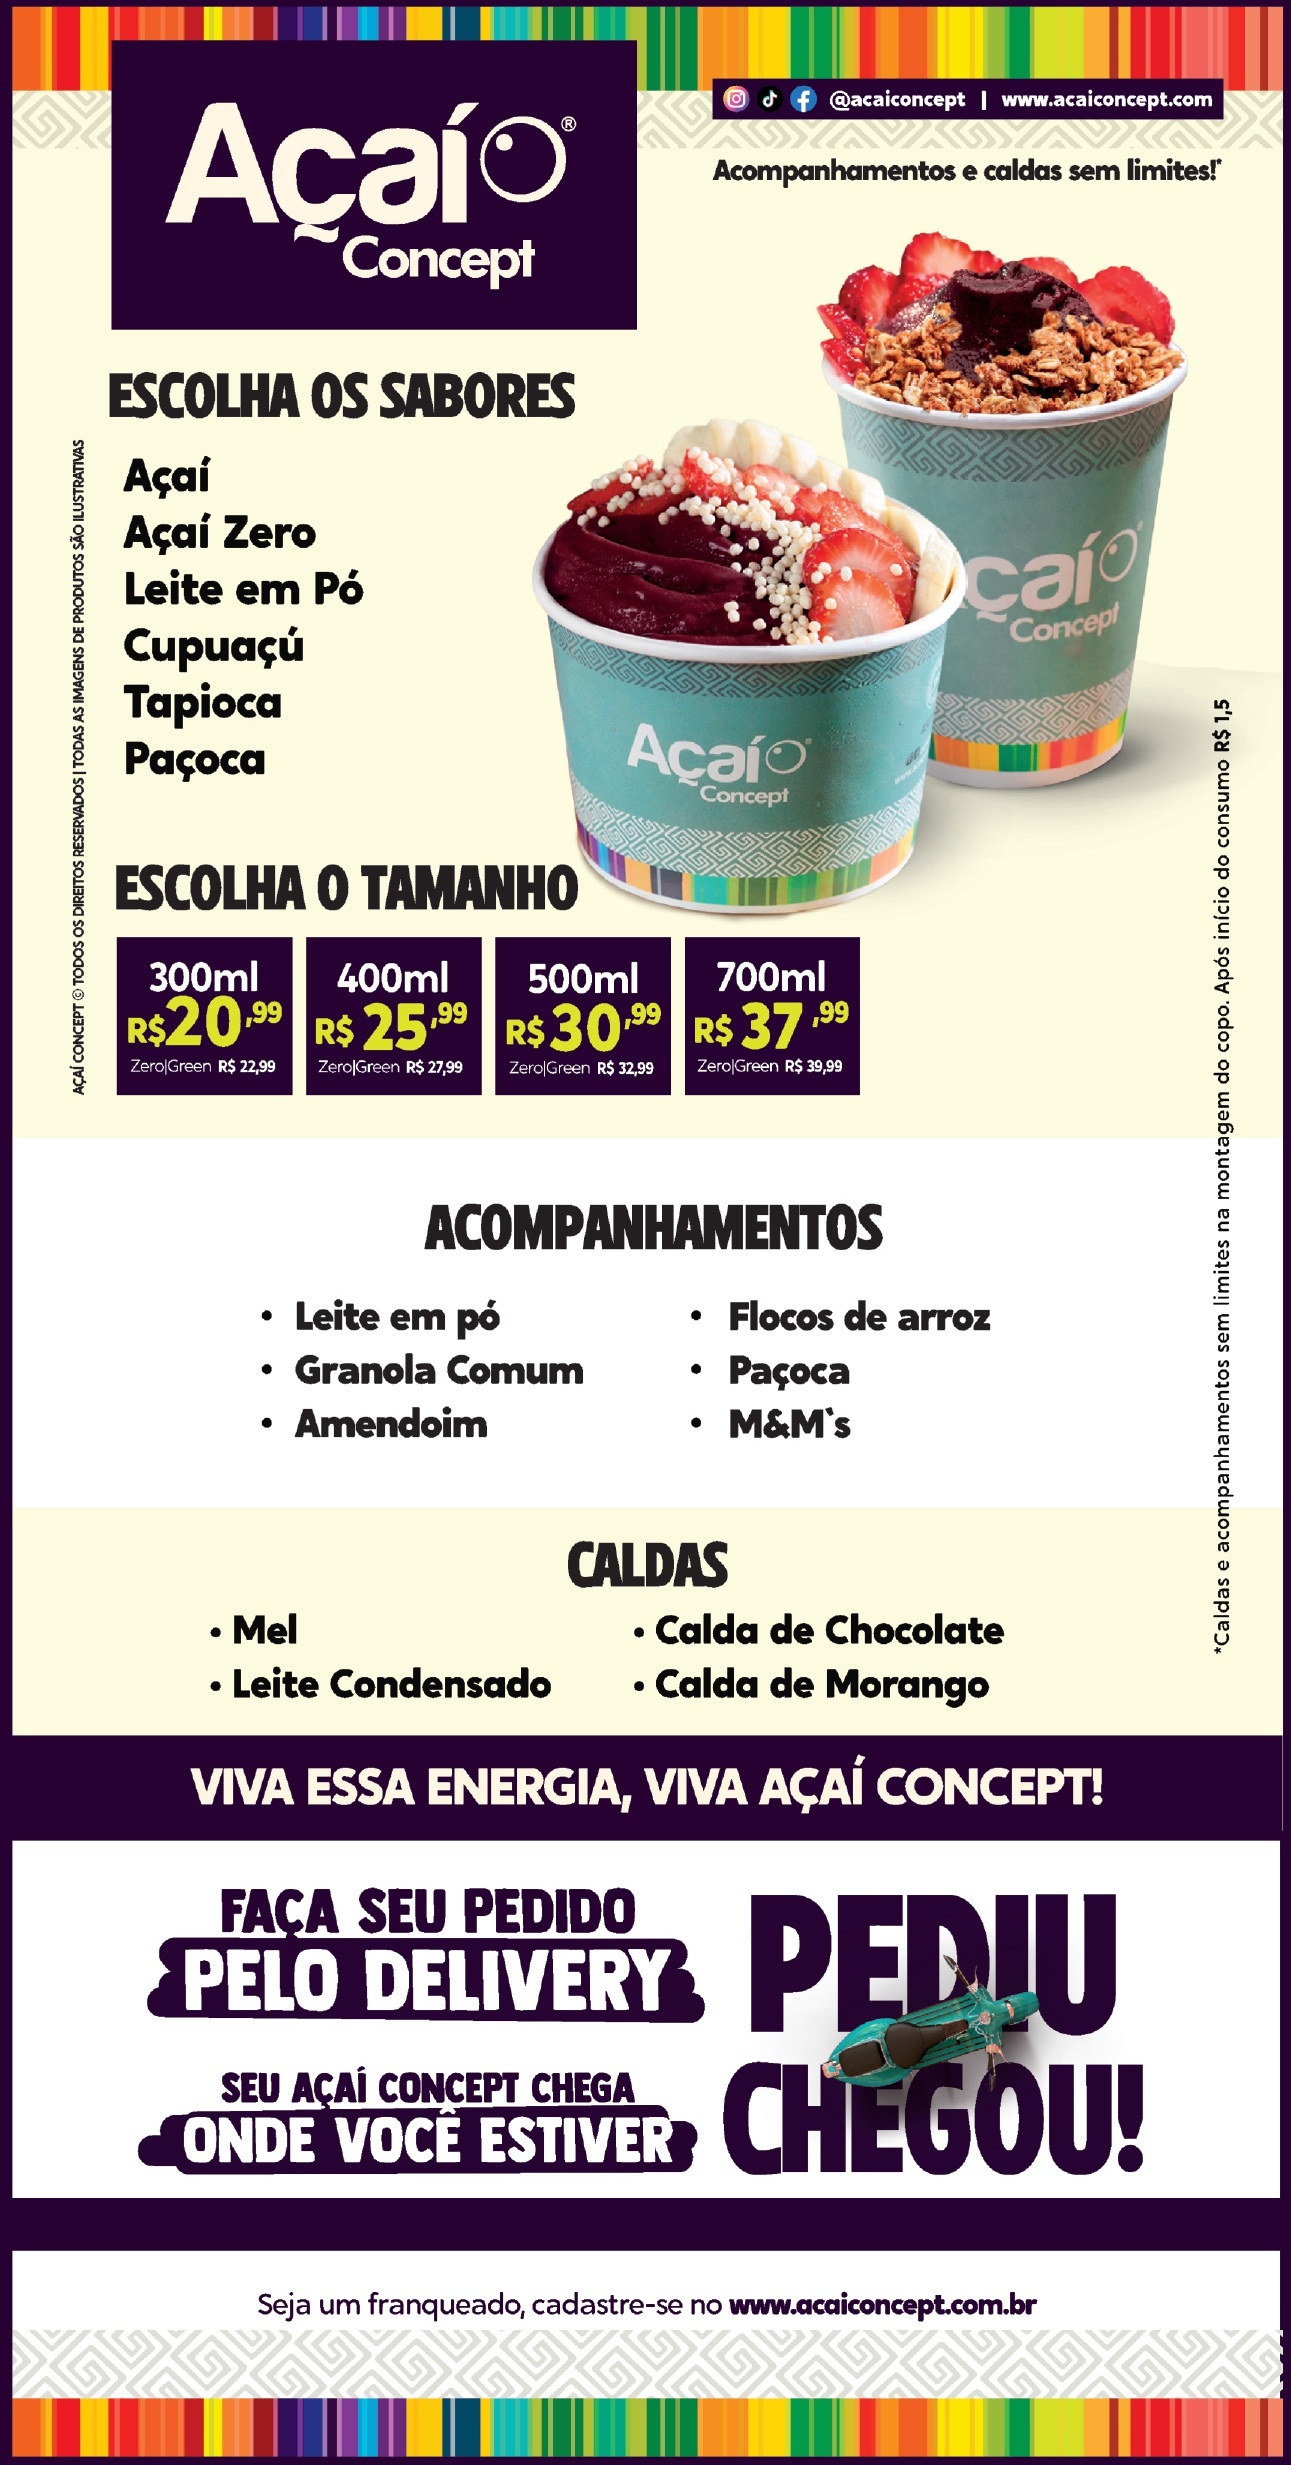 Açaí®
Concept
@acaiconcept | www.acaiconcept.com
Acompanhamentos e caldas sem limites!*
ESCOLHA OS SABORES
Açaí
Açaí Zero
Leite em Pó
Cupuaçú
Tapioca
Paçoca
çaí
Concept
Açaí
Concept
ESCOLHA O TAMANHO
300ml
R$20,99
Zero|Green R$ 22,99
400ml
R$ 25,99
Zero|Green R$ 27,99
500ml
R$ 30,99
Zero|Green R$ 32,99
700ml
R$ 37,99
Zero|Green R$ 39,99
AÇAÍ CONCEPT © TODOS OS DIREITOS RESERVADOS | TODAS AS IMAGENS DE PRODUTOS SÃO ILUSTRATIVAS
*Caldas e acompanhamentos sem limites na montagem do copo. Após início do consumo R$ 1,5
ACOMPANHAMENTOS
• Leite em pó
• Granola Comum
• Amendoim
• Flocos de arroz
• Paçoca
• M&M`s
CALDAS
• Mel
• Leite Condensado
• Calda de Chocolate
• Calda de Morango
VIVA ESSA ENERGIA, VIVA AÇAÍ CONCEPT!
FAÇA SEU PEDIDO
PELO DELIVERY
SEU AÇAÍ CONCEPT CHEGA
ONDE VOCÊ ESTIVER
PEDIU
CHEGOU!
Seja um franqueado, cadastre-se no www.acaiconcept.com.br